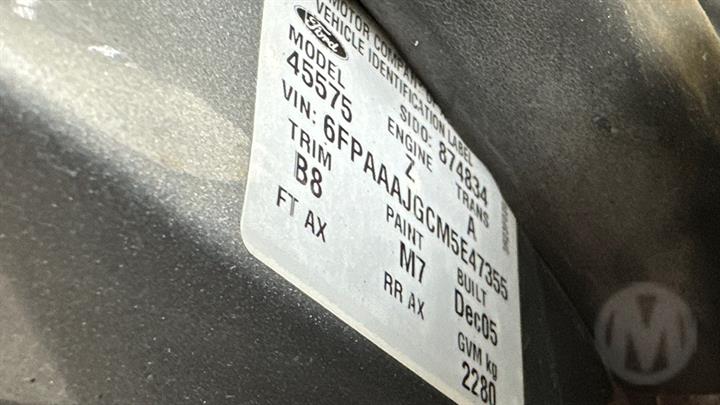 Ford
MOTOR COMPANY
VEHICLE IDENTIFICATION LABEL
MODEL SIDO: 874834
45575 ENGINE TRANS
Z A
VIN: 6FPAAAJGCM5E47355
TRIM PAINT BUILT
B8 M7 Dec05
FT AX RR AX GVM kg
2280
M